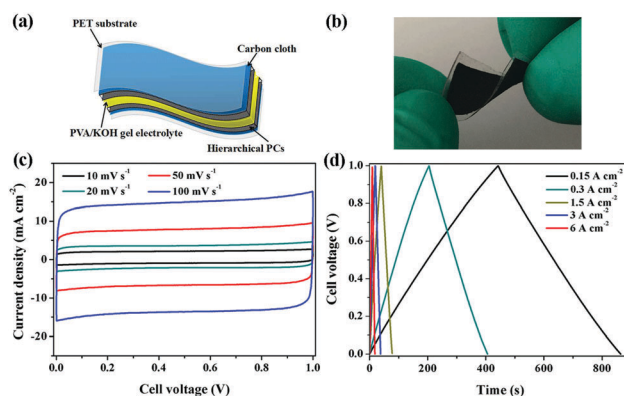 (a)
PET substrate
Carbon cloth
PVA/KOH gel electrolyte
Hierarchical PCs
(b)
(c)
10 mV s⁻¹ 50 mV s⁻¹
20 mV s⁻¹ 100 mV s⁻¹
20
10
0
-10
-20
Current density (mA cm⁻²)
0.0 0.2 0.4 0.6 0.8 1.0
Cell voltage (V)
(d)
0.15A cm⁻²
0.3 A cm⁻²
1.5 A cm⁻²
3 A cm⁻²
6 A cm⁻²
1.0
0.8
0.6
0.4
0.2
0.0
Cell voltage (V)
0 200 400 600 800
Time (s)